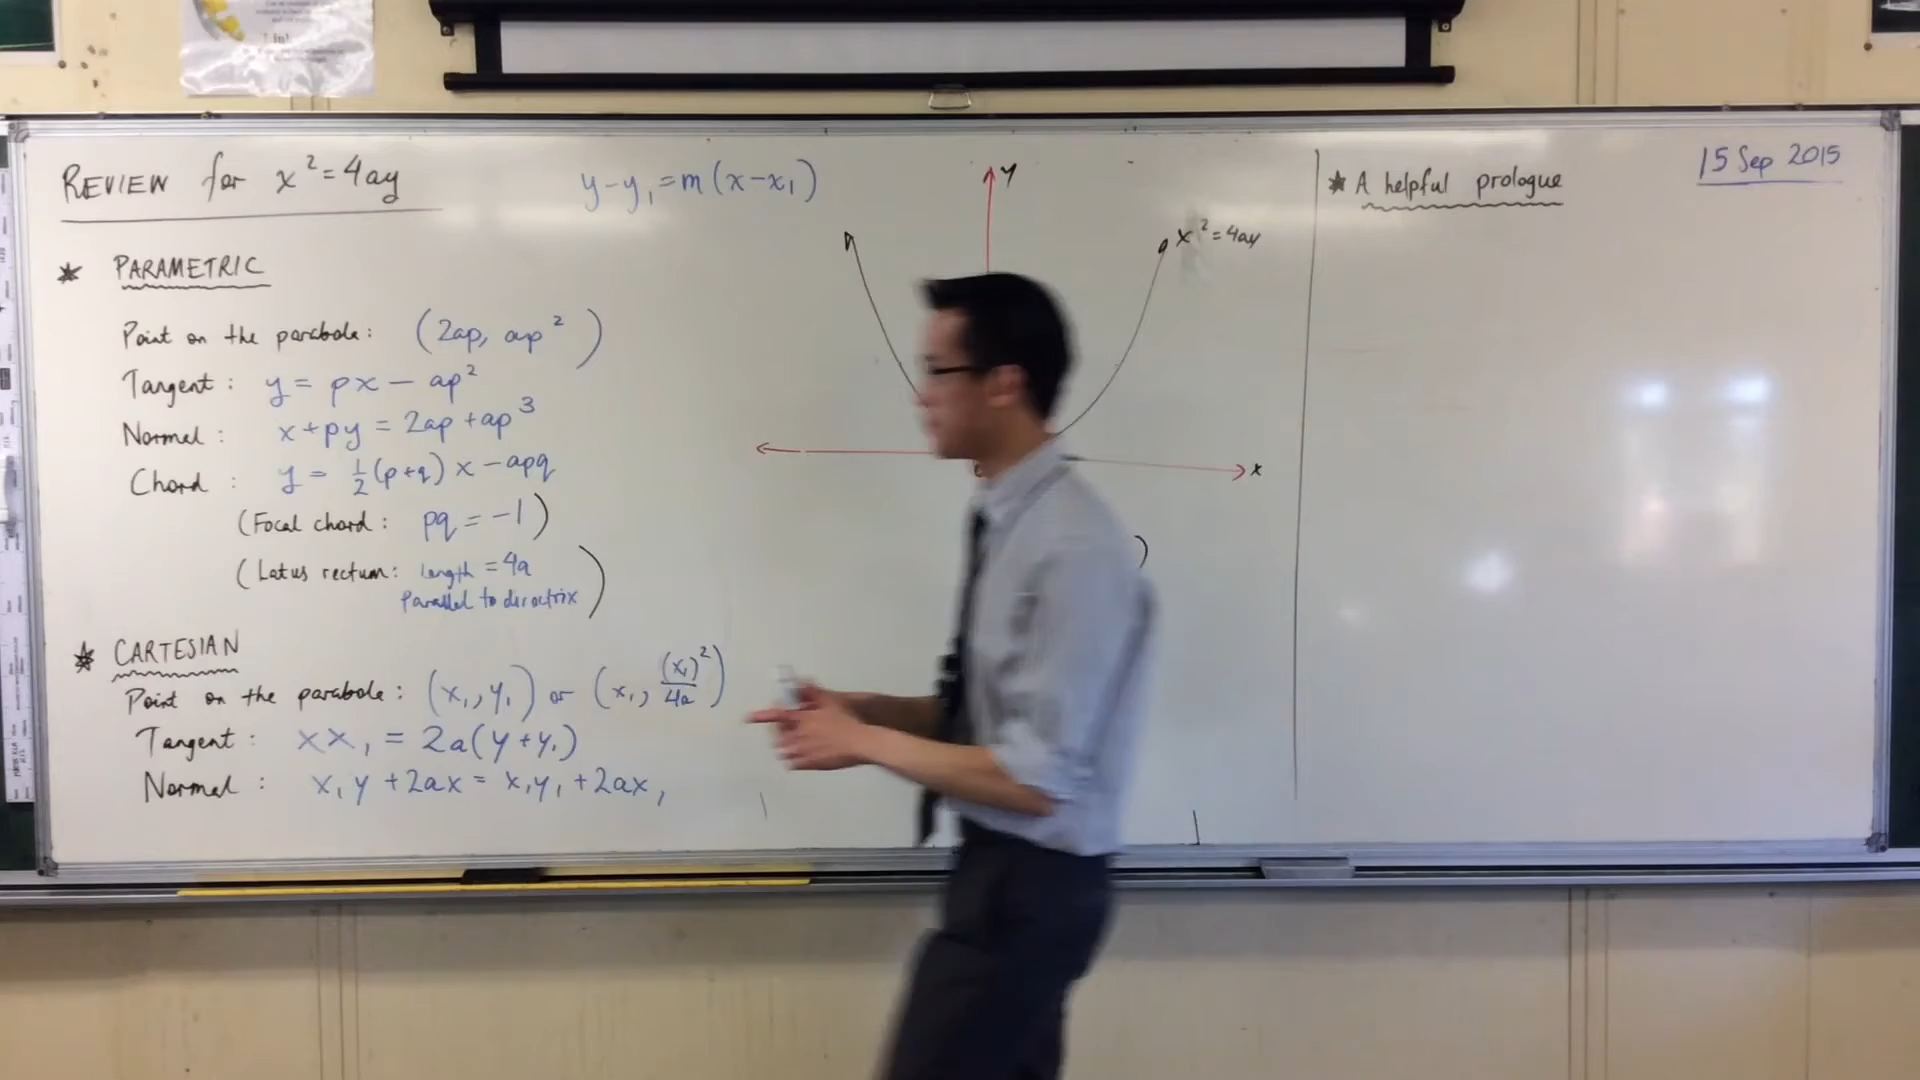 REVIEW for x² = 4ay
y - y₁ = m(x - x₁)
★ PARAMETRIC
Point on the parabola: (2ap, ap²)
Tangent: y = px - ap²
Normal: x + py = 2ap + ap³
Chord: y = ½(p+q)x - apq
(Focal chord: pq = -1)
(Latus rectum: length = 4a
Parallel to directrix)
★ CARTESIAN
Point on the parabola: (x₁, y₁) or (x₁, (x₁)²/4a)
Tangent: xx₁ = 2a(y + y₁)
Normal: x₁y + 2ax = x₁y₁ + 2ax₁
y
x² = 4ay
x
)
★ A helpful prologue
15 Sep 2015